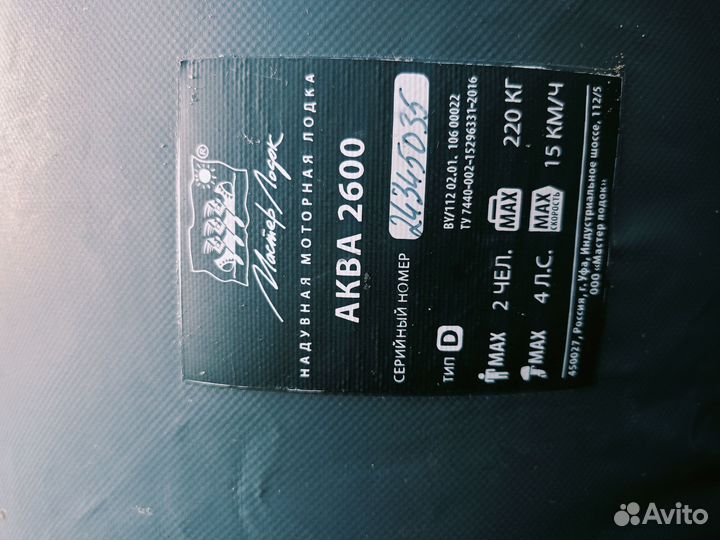 Мастер Лодок ®
НАДУВНАЯ МОТОРНАЯ ЛОДКА
АКВА 2600
СЕРИЙНЫЙ НОМЕР 24345035
BY/112 02.01. 106 00022
ТИП D ТУ 7440-002-15296331-2016
MAX 2 ЧЕЛ. MAX 220 КГ
MAX 4 Л.С. MAX СКОРОСТЬ 15 КМ/Ч
450027, Россия, г. Уфа, Индустриальное шоссе, 112/5
ООО «Мастер лодок»
Avito